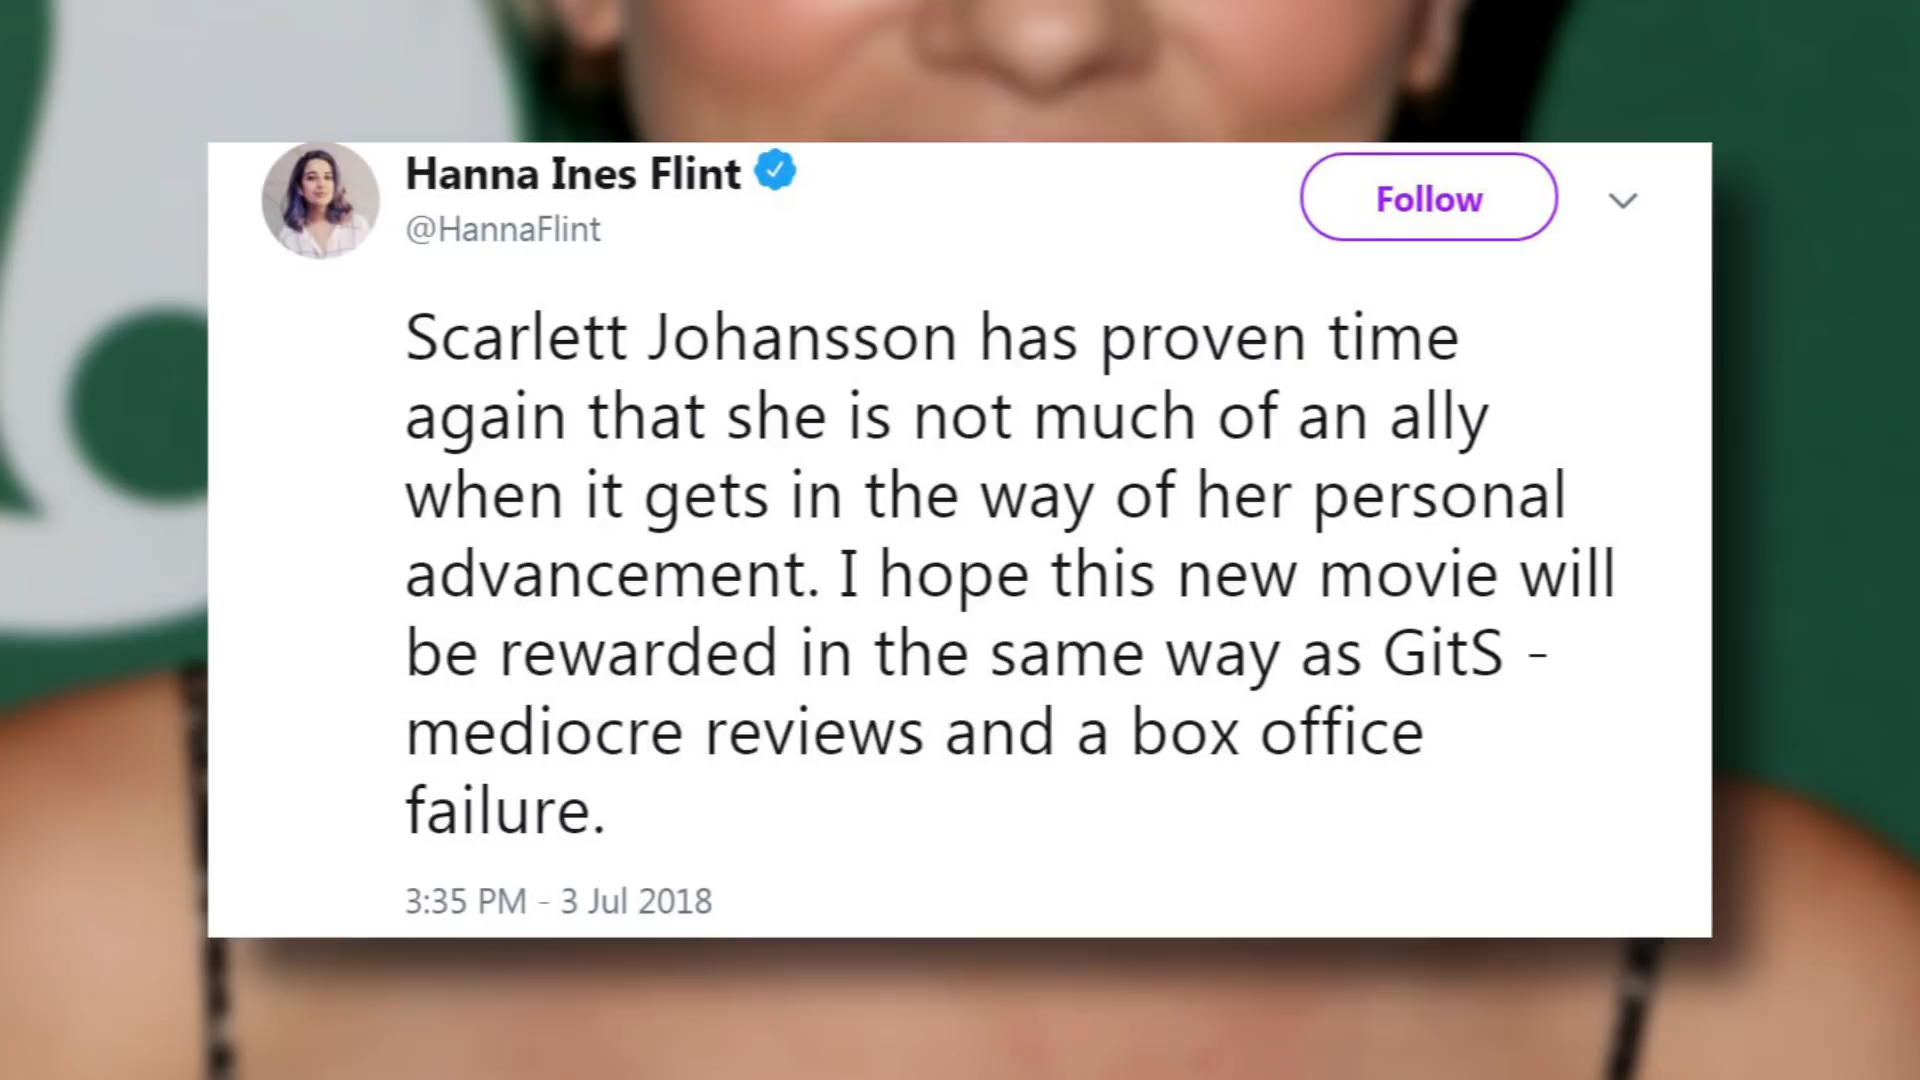 Hanna Ines Flint
@HannaFlint
Follow
Scarlett Johansson has proven time
again that she is not much of an ally
when it gets in the way of her personal
advancement. I hope this new movie will
be rewarded in the same way as GitS -
mediocre reviews and a box office
failure.
3:35 PM - 3 Jul 2018